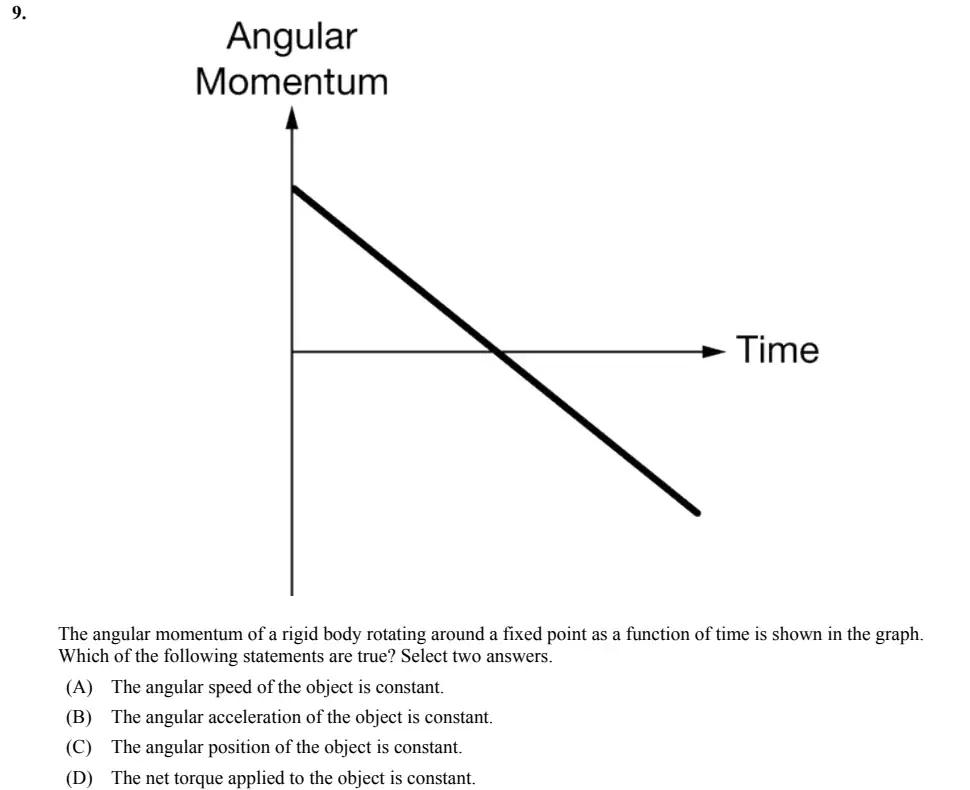 9.
Angular
Momentum
Time
The angular momentum of a rigid body rotating around a fixed point as a function of time is shown in the graph.
Which of the following statements are true? Select two answers.
(A) The angular speed of the object is constant.
(B) The angular acceleration of the object is constant.
(C) The angular position of the object is constant.
(D) The net torque applied to the object is constant.